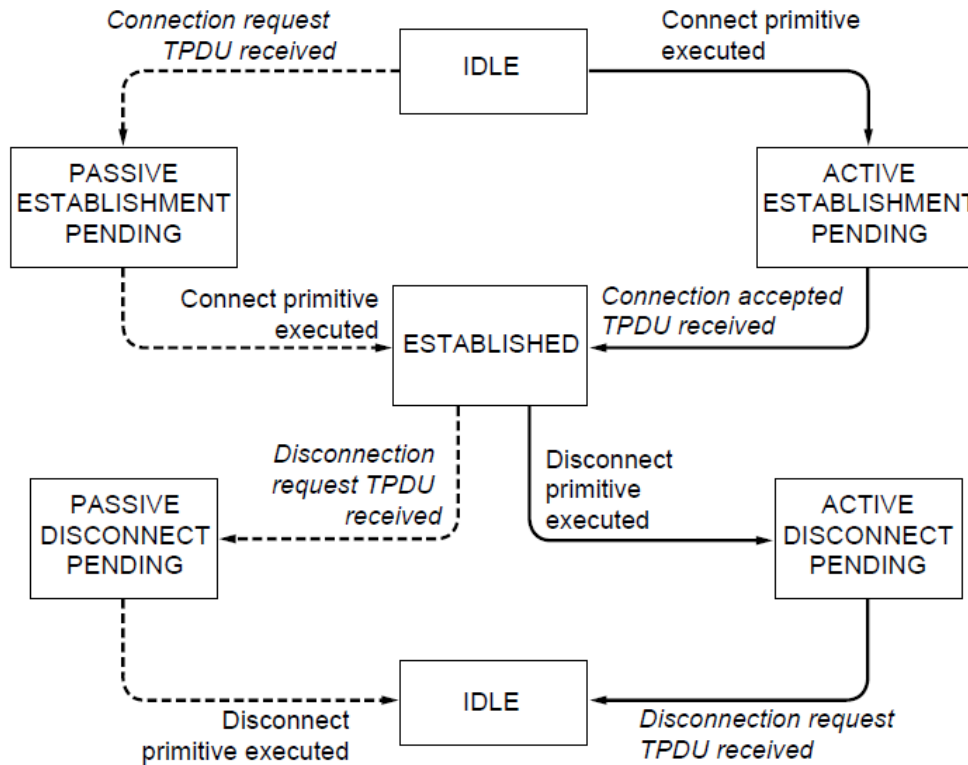 Connection request
TPDU received
IDLE
Connect primitive
executed
PASSIVE
ESTABLISHMENT
PENDING
ACTIVE
ESTABLISHMENT
PENDING
Connect primitive
executed
ESTABLISHED
Connection accepted
TPDU received
Disconnection
request TPDU
received
Disconnect
primitive
executed
PASSIVE
DISCONNECT
PENDING
ACTIVE
DISCONNECT
PENDING
IDLE
Disconnect
primitive executed
Disconnection request
TPDU received